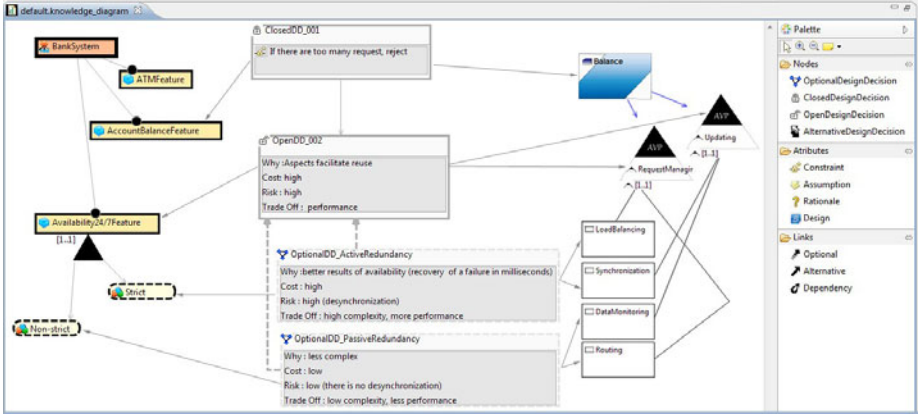 default.knowledge_diagram
BankSystem
ATMFeature
AccountBalanceFeature
Availability24/7Feature
[1..1]
Strict
Non-strict
ClosedDD_001
If there are too many request, reject
OpenDD_002
Why :Aspects facilitate reuse
Cost: high
Risk : high
Trade Off : performance
OptionalDD_ActiveRedundancy
Why :better results of availability (recovery of a failure in milliseconds)
Cost : high
Risk : high (desynchronization)
Trade Off : high complexity, more performance
OptionalDD_PassiveRedundancy
Why : less complex
Cost : low
Risk : low (there is no desynchronization)
Trade Off : low complexity, less performance
Balance
AVP
Updating
[1..1]
AVP
RequestManagir
[1..1]
LoadBelancing
Synchronization
DataMonitoring
Routing
Palette
Nodes
OptionalDesignDecision
ClosedDesignDecision
OpenDesignDecision
AlternativeDesignDecision
Atributes
Constraint
Assumption
Rationale
Design
Links
Optional
Alternative
Dependency